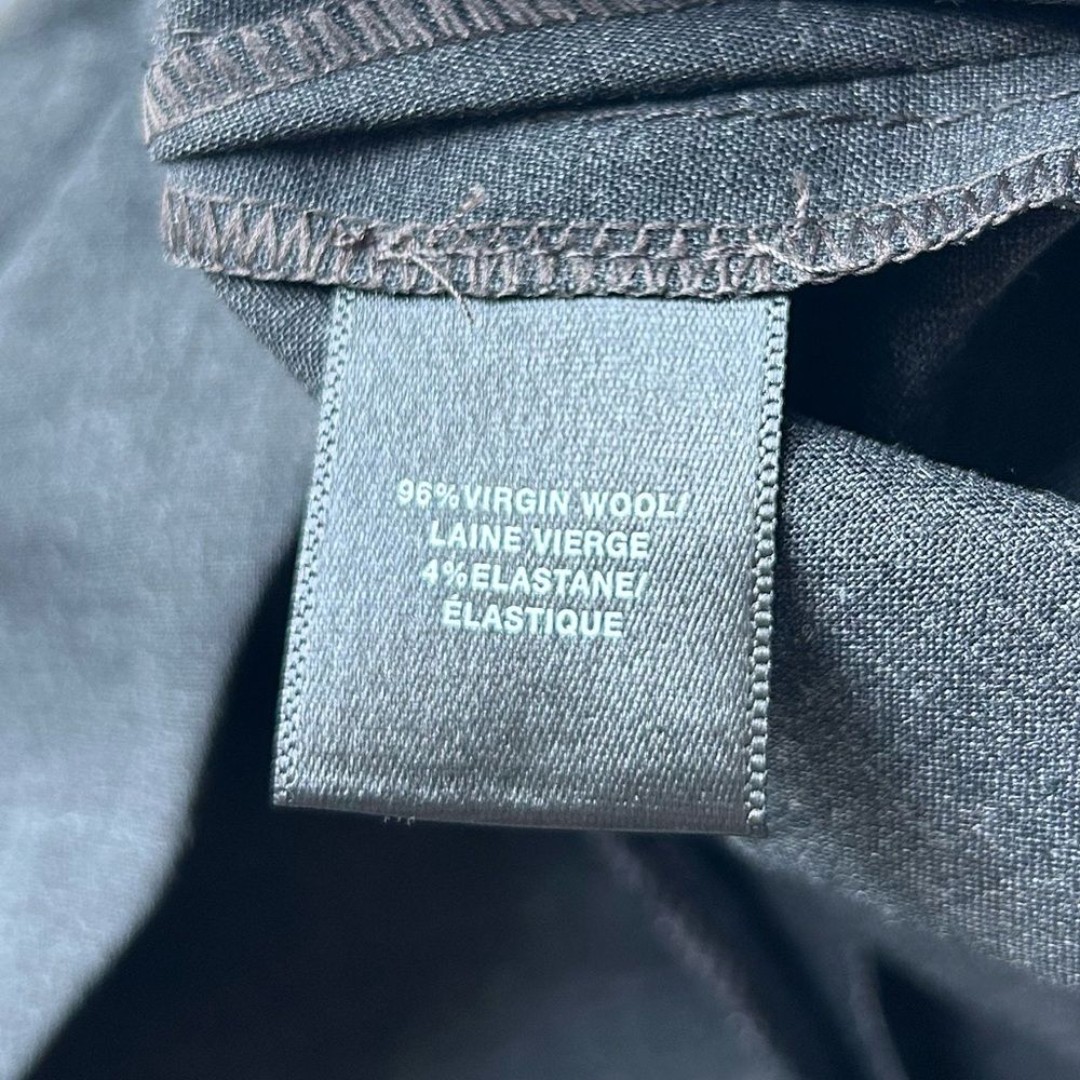 96% VIRGIN WOOL/
LAINE VIERGE
4% ELASTANE/
ÉLASTIQUE